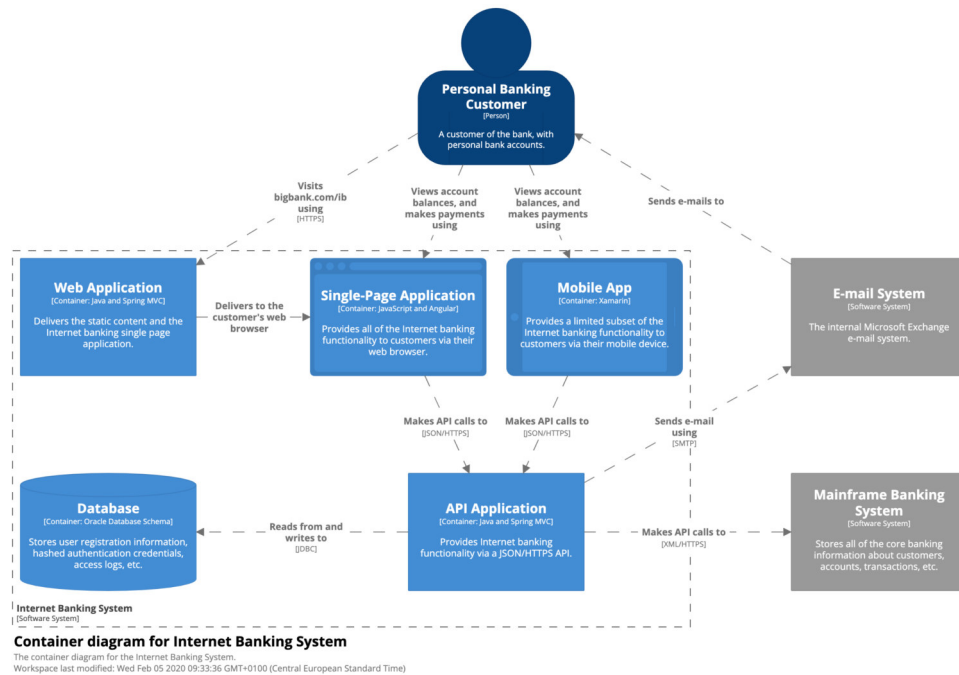 Personal Banking
Customer
[Person]
A customer of the bank, with
personal bank accounts.
Visits
bigbank.com/ib
using
[HTTPS]
Views account
balances, and
makes payments
using
Views account
balances, and
makes payments
using
Sends e-mails to
Web Application
[Container: Java and Spring MVC]
Delivers the static content and the
Internet banking single page
application.
Delivers to the
customer's web
browser
Single-Page Application
[Container: JavaScript and Angular]
Provides all of the Internet banking
functionality to customers via their
web browser.
Mobile App
[Container: Xamarin]
Provides a limited subset of the
Internet banking functionality to
customers via their mobile device.
E-mail System
[Software System]
The internal Microsoft Exchange
e-mail system.
Makes API calls to
[JSON/HTTPS]
Makes API calls to
[JSON/HTTPS]
Sends e-mail
using
[SMTP]
Database
[Container: Oracle Database Schema]
Stores user registration information,
hashed authentication credentials,
access logs, etc.
Reads from and
writes to
[JDBC]
API Application
[Container: Java and Spring MVC]
Provides Internet banking
functionality via a JSON/HTTPS API.
Makes API calls to
[XML/HTTPS]
Mainframe Banking
System
[Software System]
Stores all of the core banking
information about customers,
accounts, transactions, etc.
Internet Banking System
[Software System]
Container diagram for Internet Banking System
The container diagram for the Internet Banking System.
Workspace last modified: Wed Feb 05 2020 09:33:36 GMT+0100 (Central European Standard Time)